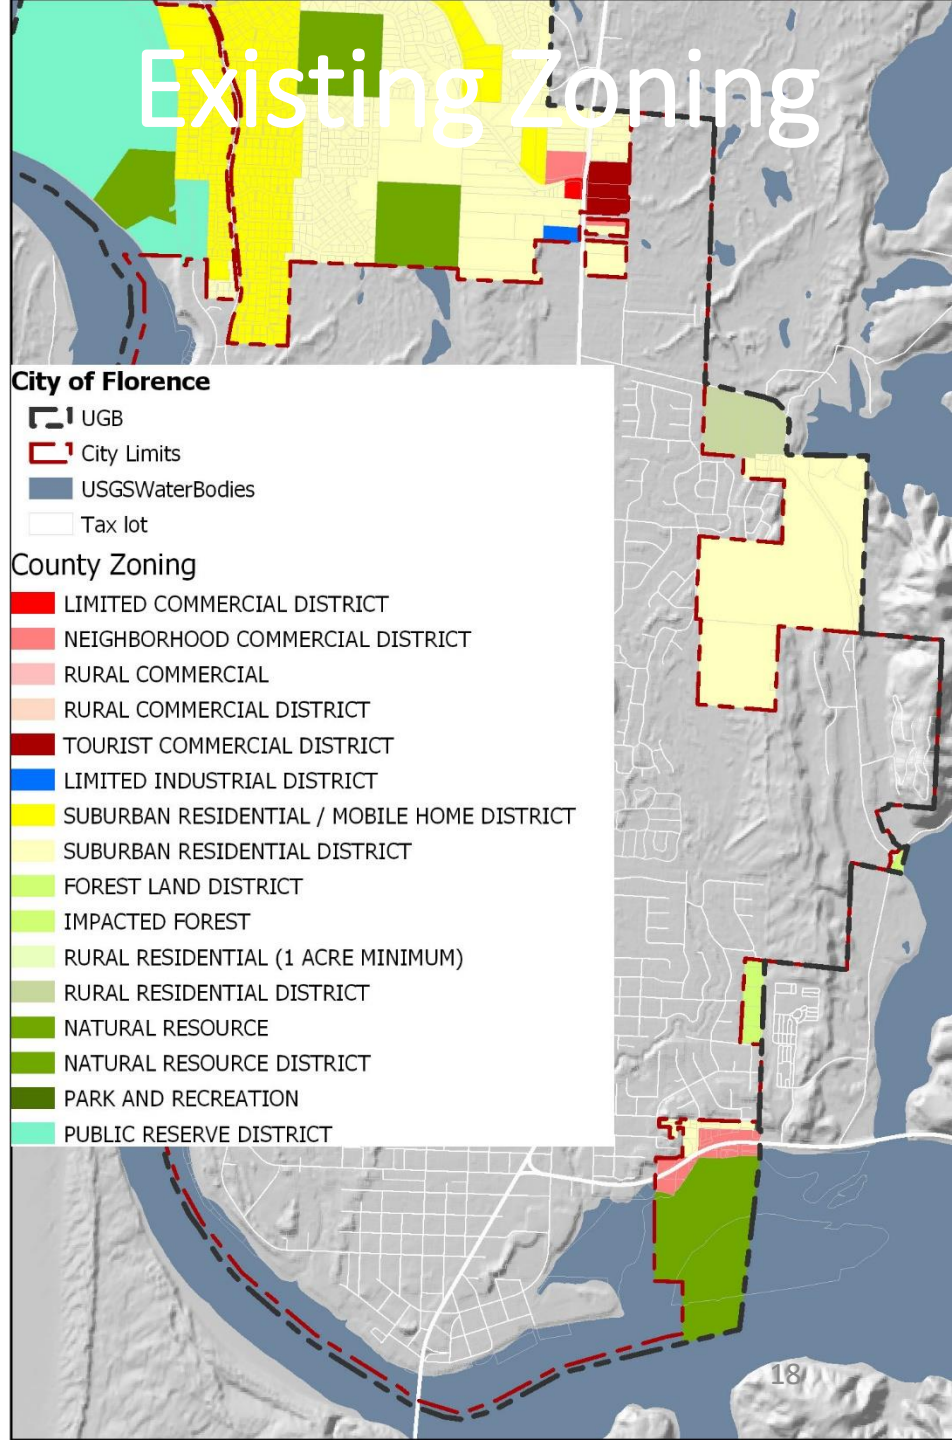 Existing Zoning
City of Florence
UGB
City Limits
USGSWaterBodies
Tax lot
County Zoning
LIMITED COMMERCIAL DISTRICT
NEIGHBORHOOD COMMERCIAL DISTRICT
RURAL COMMERCIAL
RURAL COMMERCIAL DISTRICT
TOURIST COMMERCIAL DISTRICT
LIMITED INDUSTRIAL DISTRICT
SUBURBAN RESIDENTIAL / MOBILE HOME DISTRICT
SUBURBAN RESIDENTIAL DISTRICT
FOREST LAND DISTRICT
IMPACTED FOREST
RURAL RESIDENTIAL (1 ACRE MINIMUM)
RURAL RESIDENTIAL DISTRICT
NATURAL RESOURCE
NATURAL RESOURCE DISTRICT
PARK AND RECREATION
PUBLIC RESERVE DISTRICT
18